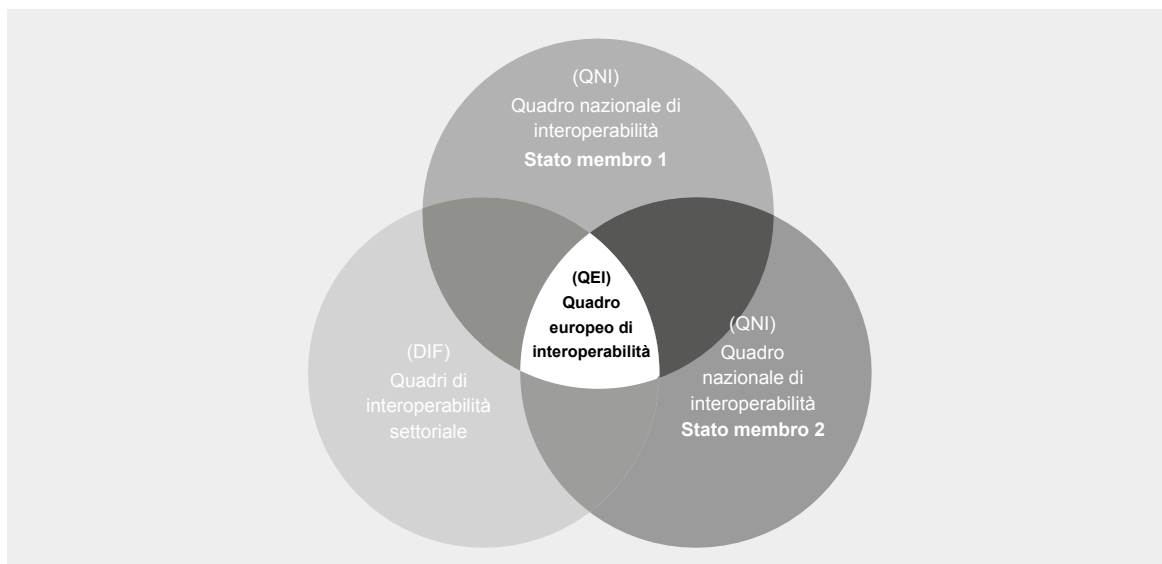 (QNI)
Quadro nazionale di
interoperabilità
Stato membro 1
(QEI)
Quadro
europeo di
interoperabilità
(DIF)
Quadri di
interoperabilità
settoriale
(QNI)
Quadro
nazionale di
interoperabilità
Stato membro 2